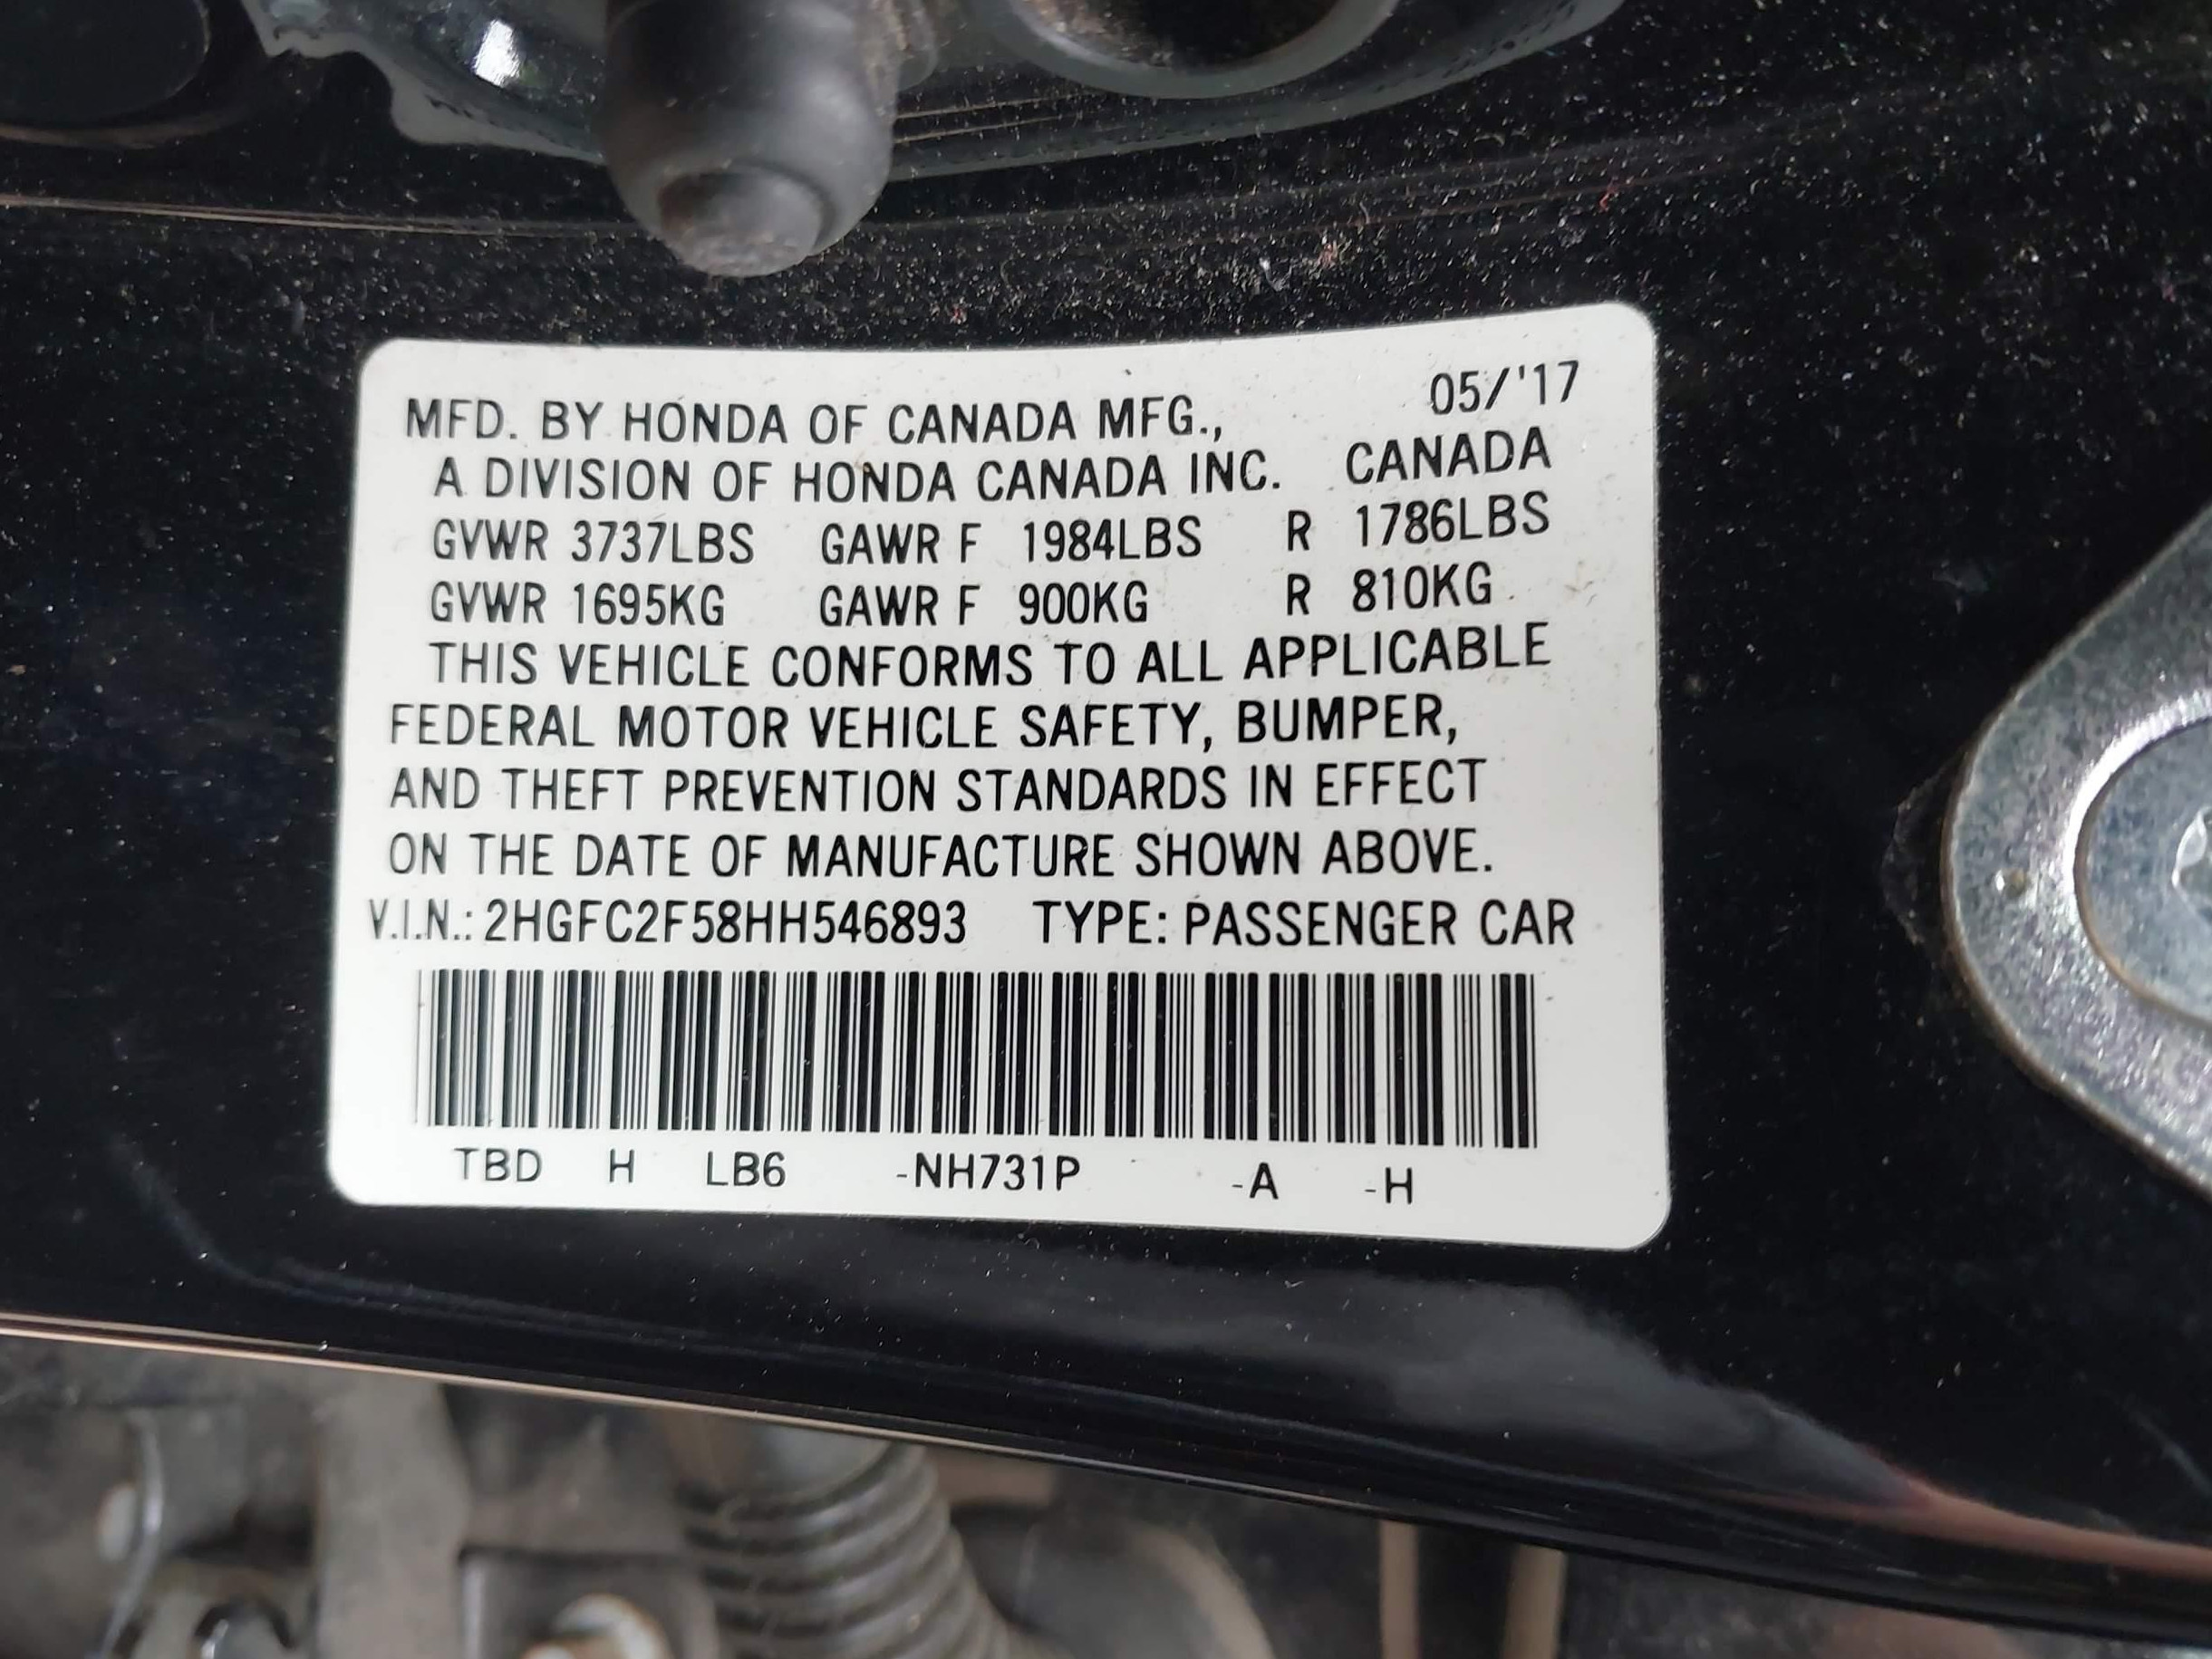 05/'17
MFD. BY HONDA OF CANADA MFG.,
A DIVISION OF HONDA CANADA INC. CANADA
GVWR 3737LBS GAWR F 1984LBS R 1786LBS
GVWR 1695KG GAWR F 900KG R 810KG
THIS VEHICLE CONFORMS TO ALL APPLICABLE
FEDERAL MOTOR VEHICLE SAFETY, BUMPER,
AND THEFT PREVENTION STANDARDS IN EFFECT
ON THE DATE OF MANUFACTURE SHOWN ABOVE.
V.I.N.: 2HGFC2F58HH546893 TYPE: PASSENGER CAR
TBD H LB6 -NH731P -A -H